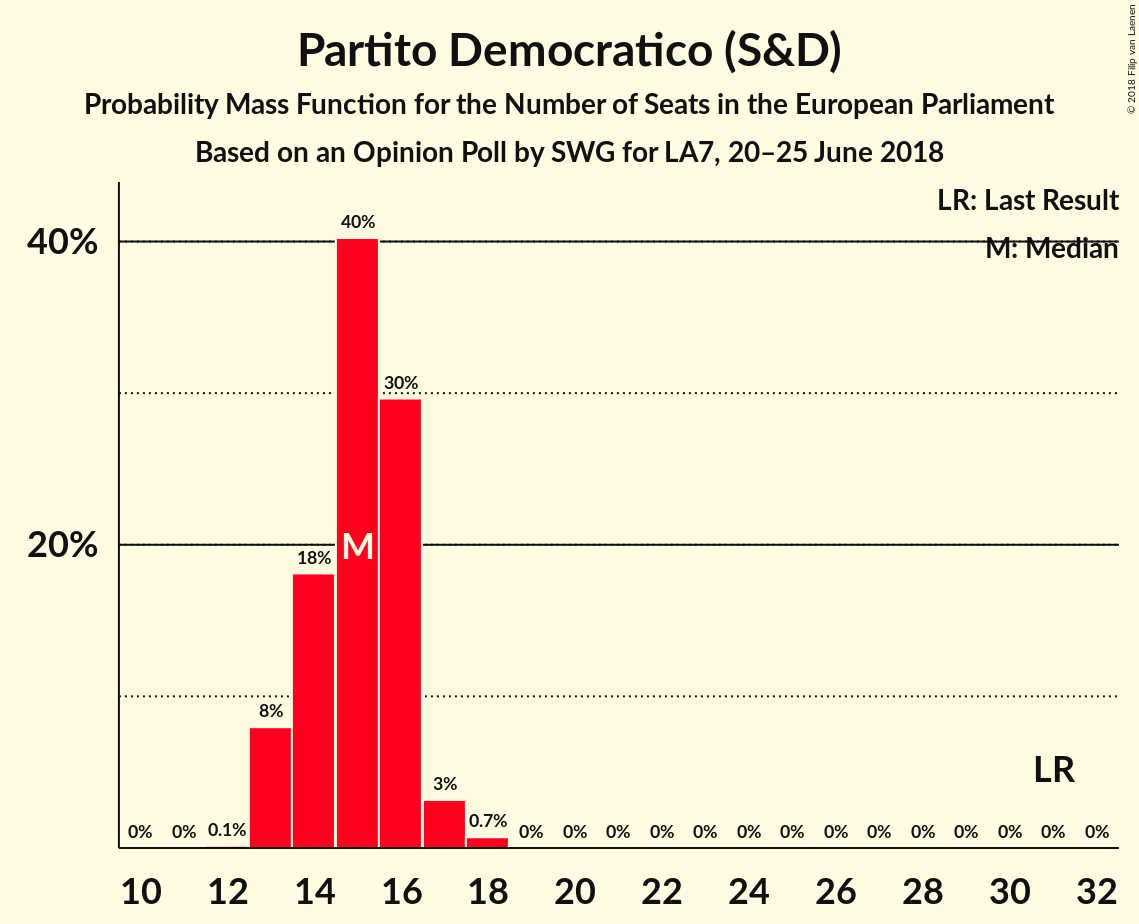 Partito Democratico (S&D)
Probability Mass Function for the Number of Seats in the European Parliament
Based on an Opinion Poll by SWG for LA7, 20–25 June 2018
© 2018 Filip van Laenen
LR: Last Result
M: Median
40%
20%
0% 0% 0.1% 8% 18% 40% 30% 3% 0.7% 0% 0% 0% 0% 0% 0% 0% 0% 0% 0% 0% 0% 0% 0%
M
LR
10 12 14 16 18 20 22 24 26 28 30 32